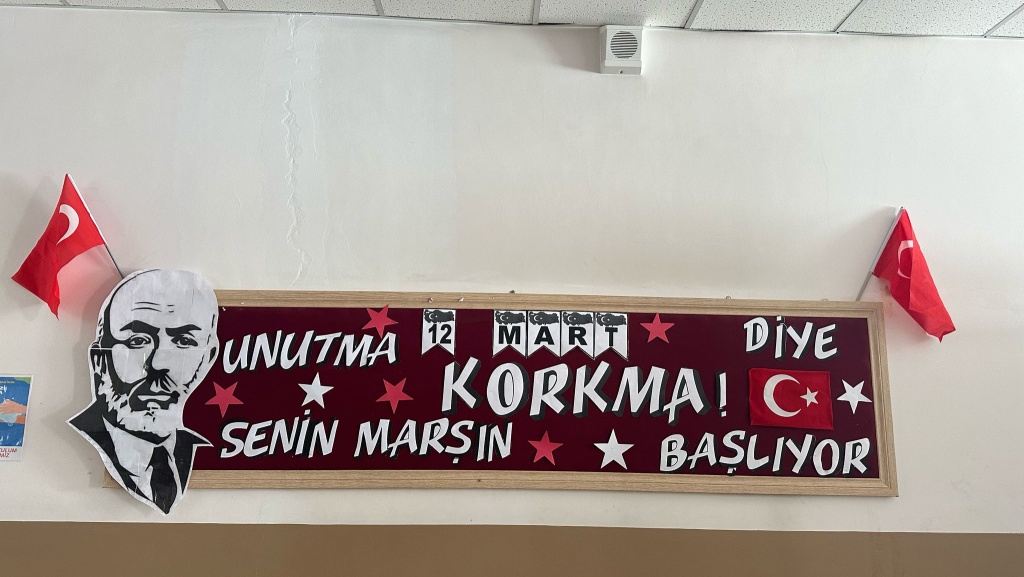 UNUTMA
12 MART
DİYE
KORKMA!
SENİN MARŞIN
BAŞLIYOR